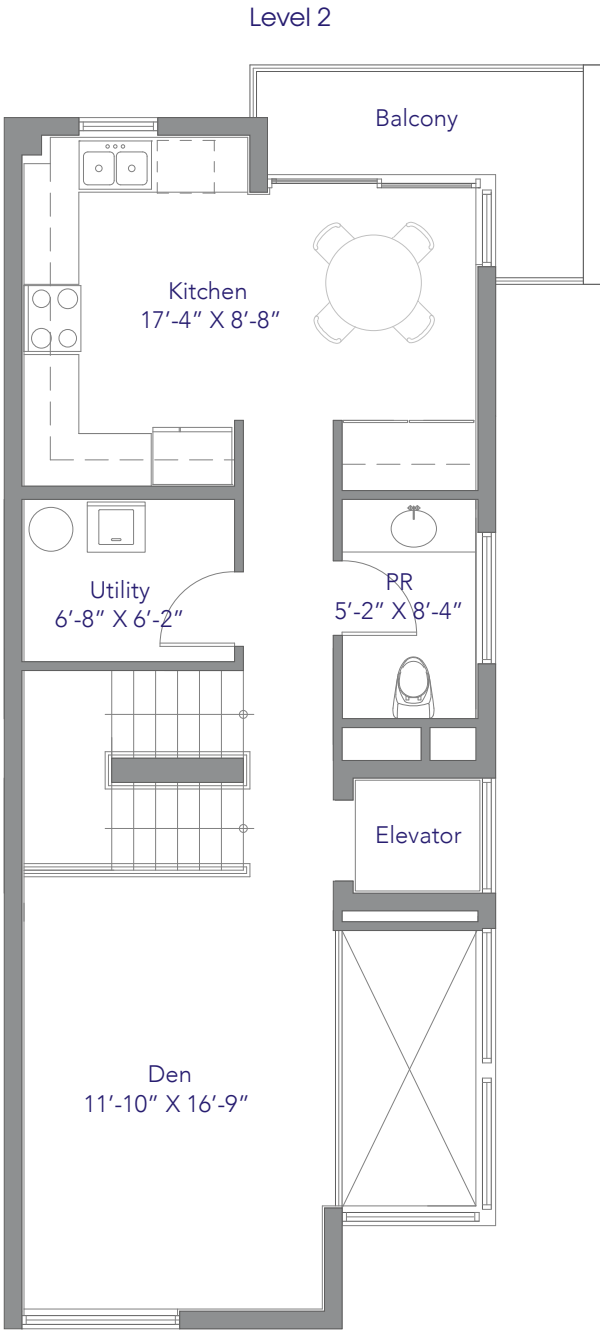 Level 2
Balcony
Kitchen
17’-4” X 8’-8”
Utility
6’-8” X 6’-2”
PR
5’-2” X 8’-4”
Elevator
Den
11’-10” X 16’-9”